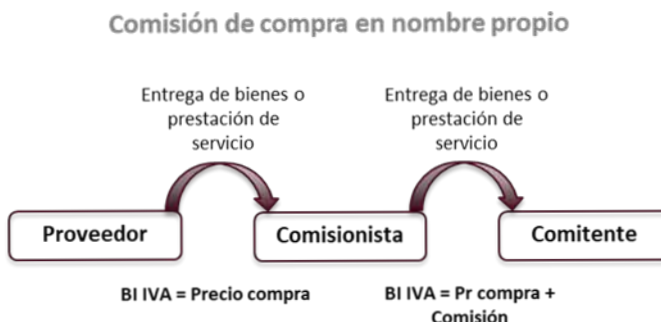 Comisión de compra en nombre propio
Entrega de bienes o
prestación de
servicio
Entrega de bienes o
prestación de
servicio
Proveedor
Comisionista
Comitente
BI IVA = Precio compra
BI IVA = Pr compra +
Comisión